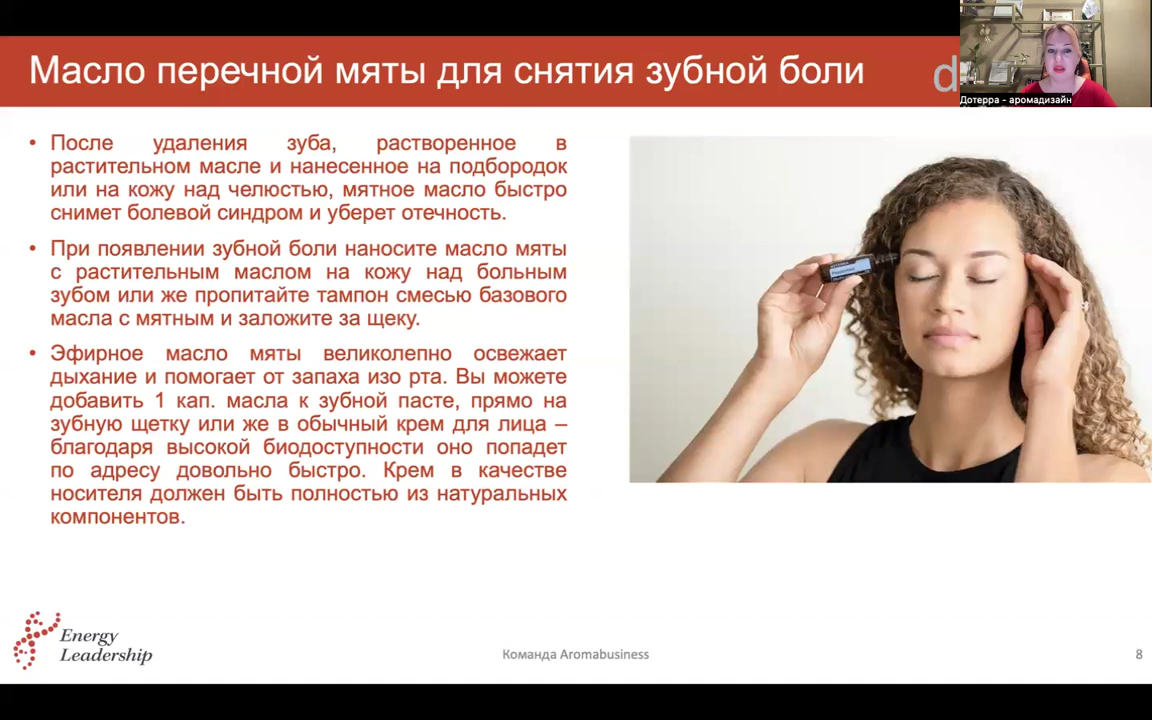 Масло перечной мяты для снятия зубной боли
d
Дотерра - аромадизайн
• После удаления зуба, растворенное в
растительном масле и нанесенное на подбородок
или на кожу над челюстью, мятное масло быстро
снимет болевой синдром и уберет отечность.
• При появлении зубной боли наносите масло мяты
с растительным маслом на кожу над больным
зубом или же пропитайте тампон смесью базового
масла с мятным и заложите за щеку.
• Эфирное масло мяты великолепно освежает
дыхание и помогает от запаха изо рта. Вы можете
добавить 1 кап. масла к зубной пасте, прямо на
зубную щетку или же в обычный крем для лица –
благодаря высокой биодоступности оно попадет
по адресу довольно быстро. Крем в качестве
носителя должен быть полностью из натуральных
компонентов.
Energy
Leadership
Команда Aromabusiness
8